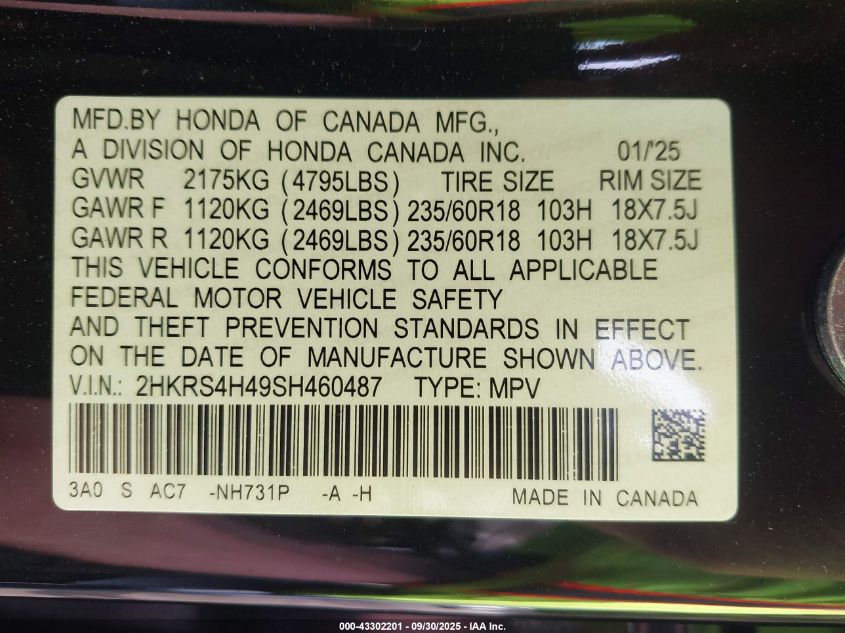 MFD.BY HONDA OF CANADA MFG.,
A DIVISION OF HONDA CANADA INC. 01/'25
GVWR 2175KG (4795LBS) TIRE SIZE RIM SIZE
GAWR F 1120KG (2469LBS) 235/60R18 103H 18X7.5J
GAWR R 1120KG (2469LBS) 235/60R18 103H 18X7.5J
THIS VEHICLE CONFORMS TO ALL APPLICABLE
FEDERAL MOTOR VEHICLE SAFETY
AND THEFT PREVENTION STANDARDS IN EFFECT
ON THE DATE OF MANUFACTURE SHOWN ABOVE.
V.I.N.: 2HKRS4H49SH460487 TYPE: MPV
3A0 S AC7 -NH731P -A -H MADE IN CANADA
000-43302201 - 09/30/2025 - IAA Inc.